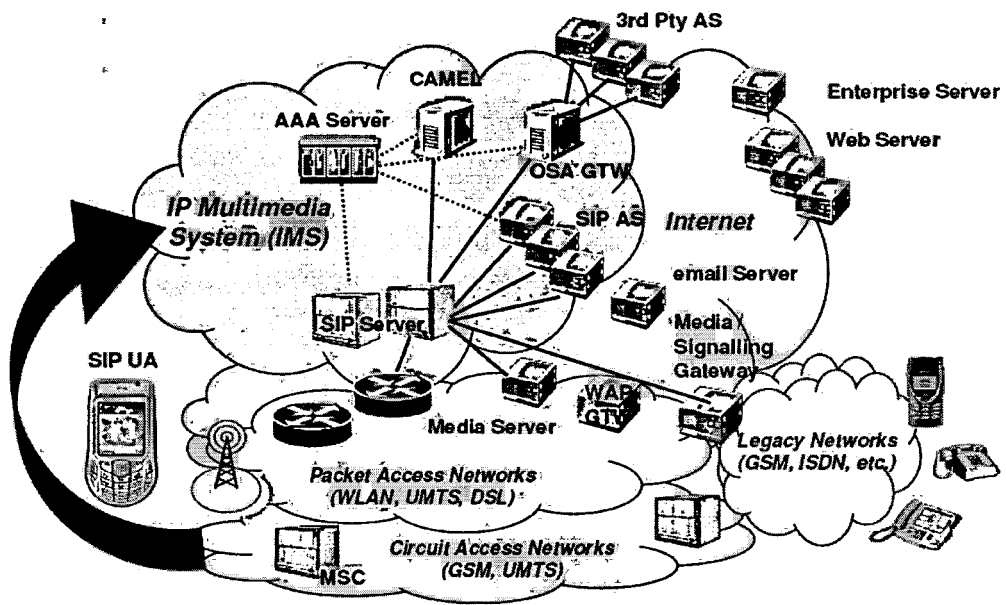 3rd Pty AS
CAMEL
Enterprise Server
AAA Server
Web Server
OSA GTW
IP Multimedia
System (IMS)
SIP AS
Internet
email Server
SIP Server
Media /
Signalling
Gateway
SIP UA
WAP
GTW
Media Server
Legacy Networks
(GSM, ISDN, etc.)
Packet Access Networks
(WLAN, UMTS, DSL)
Circuit Access Networks
(GSM, UMTS)
MSC